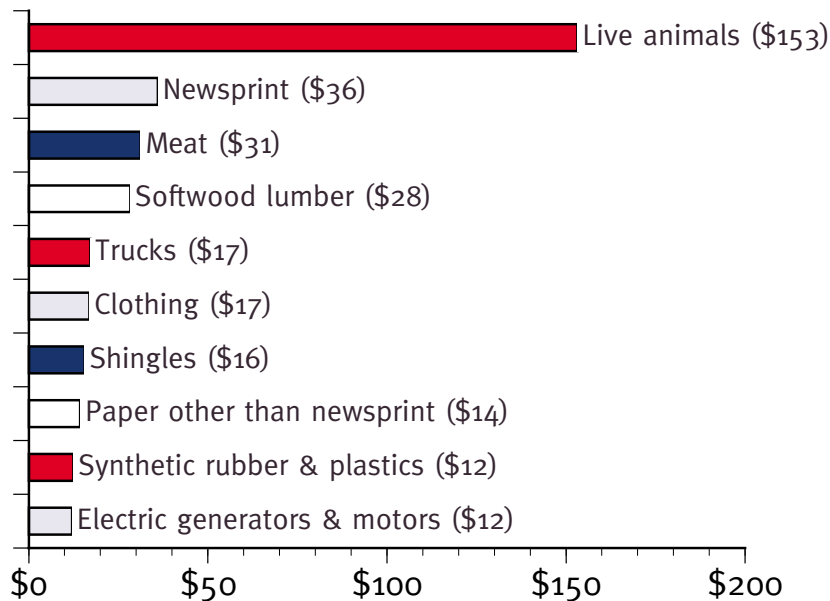 Live animals ($153)
Newsprint ($36)
Meat ($31)
Softwood lumber ($28)
Trucks ($17)
Clothing ($17)
Shingles ($16)
Paper other than newsprint ($14)
Synthetic rubber & plastics ($12)
Electric generators & motors ($12)
$0 $50 $100 $150 $200